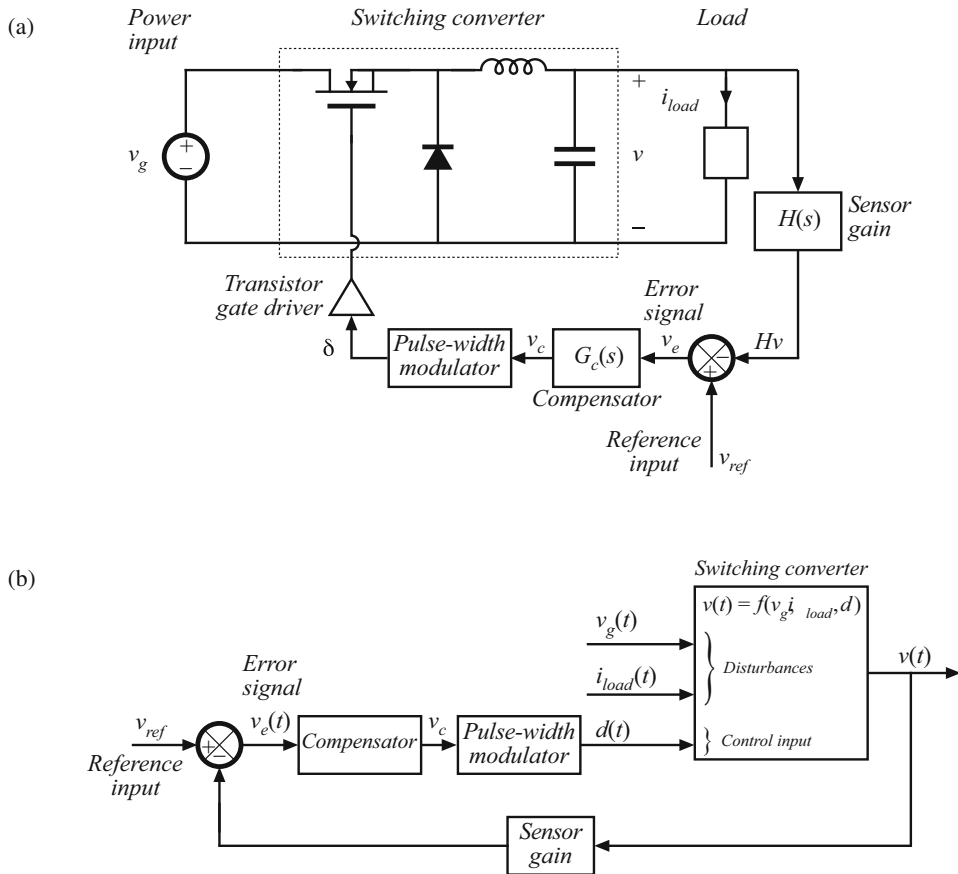 (a)
Power
input
Switching converter
Load
v_g
+
−
+
v
−
i_load
H(s)
Sensor
gain
Transistor
gate driver
δ
Pulse-width
modulator
v_c
G_c(s)
Compensator
Error
signal
v_e
−
+
Hv
Reference
input
v_ref
(b)
Switching converter
v(t) = f(v_g i, load, d)
v_g(t)
i_load(t)
} Disturbances
v(t)
Error
signal
v_ref
Reference
input
+
−
v_e(t)
Compensator
v_c
Pulse-width
modulator
d(t)
} Control input
Sensor
gain